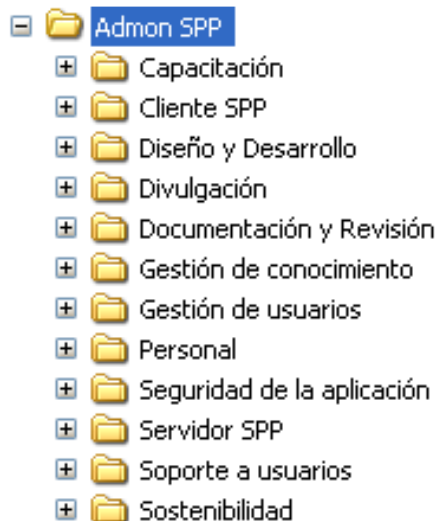 Admon SPP
Capacitación
Cliente SPP
Diseño y Desarrollo
Divulgación
Documentación y Revisión
Gestión de conocimiento
Gestión de usuarios
Personal
Seguridad de la aplicación
Servidor SPP
Soporte a usuarios
Sostenibilidad